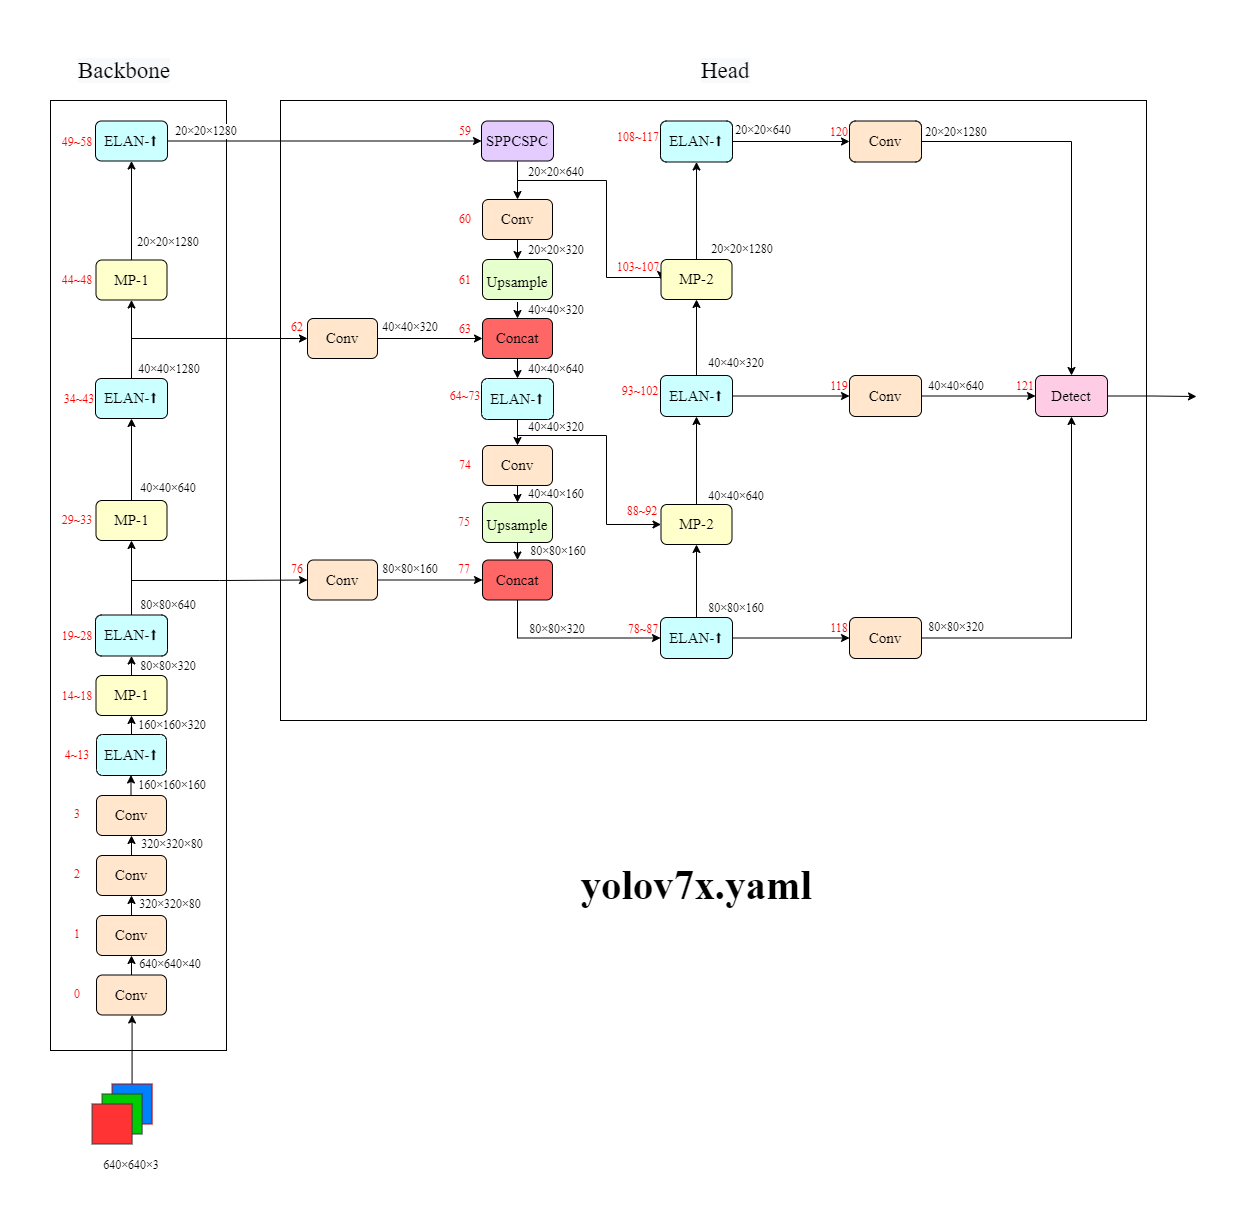 Backbone
Head
49~58
ELAN-⬆
20×20×1280
59
SPPCSPC
108~117
ELAN-⬆
20×20×640
120
Conv
20×20×1280
20×20×640
60
Conv
20×20×1280
20×20×320
20×20×1280
44~48
MP-1
61
Upsample
103~107
MP-2
40×40×320
62
Conv
40×40×320
63
Concat
40×40×1280
40×40×640
40×40×320
34~43
ELAN-⬆
64~73
ELAN-⬆
93~102
ELAN-⬆
119
Conv
40×40×640
121
Detect
40×40×320
74
Conv
40×40×640
40×40×160
40×40×640
29~33
MP-1
75
Upsample
88~92
MP-2
80×80×160
76
Conv
80×80×160
77
Concat
80×80×640
80×80×160
19~28
ELAN-⬆
80×80×320
78~87
ELAN-⬆
118
Conv
80×80×320
80×80×320
14~18
MP-1
160×160×320
4~13
ELAN-⬆
160×160×160
3
Conv
320×320×80
2
Conv
320×320×80
1
Conv
640×640×40
0
Conv
yolov7x.yaml
640×640×3